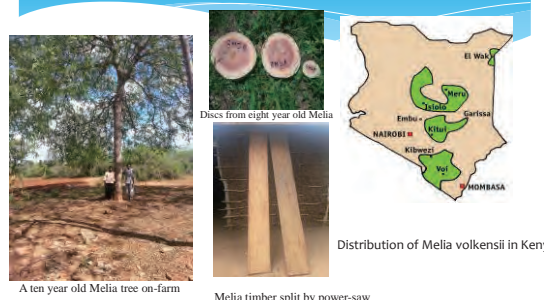 Discs from eight year old Melia
El Wak
Meru
Isiolo
Garissa
Embu
Kitui
NAIROBI
Kibwezi
Voi
MOMBASA
Distribution of Melia volkensii in Keny
A ten year old Melia tree on-farm
Melia timber split by power-saw